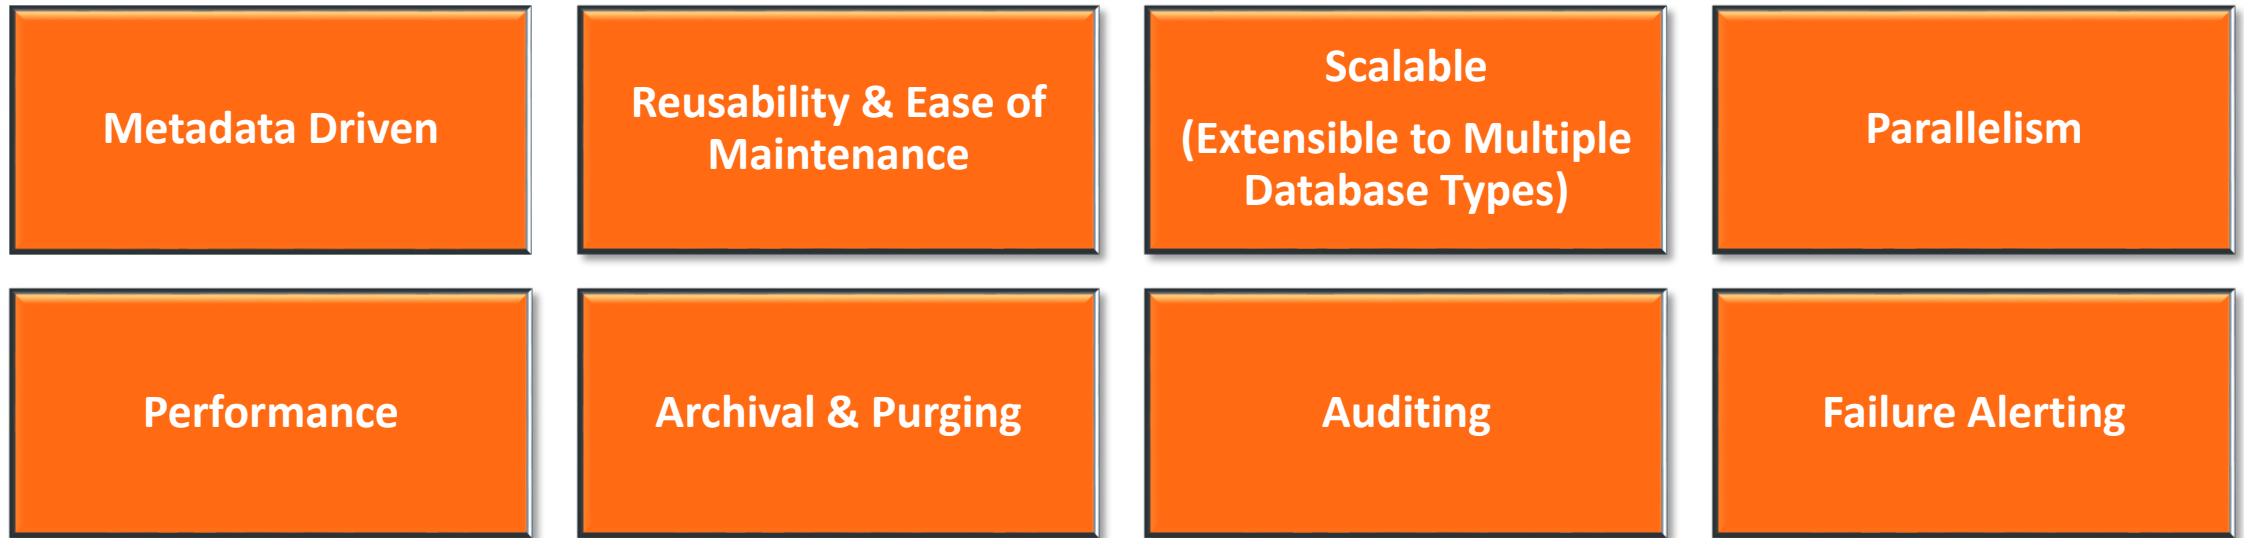 Metadata Driven
Reusability & Ease of
Maintenance
Scalable
(Extensible to Multiple
Database Types)
Parallelism
Performance
Archival & Purging
Auditing
Failure Alerting